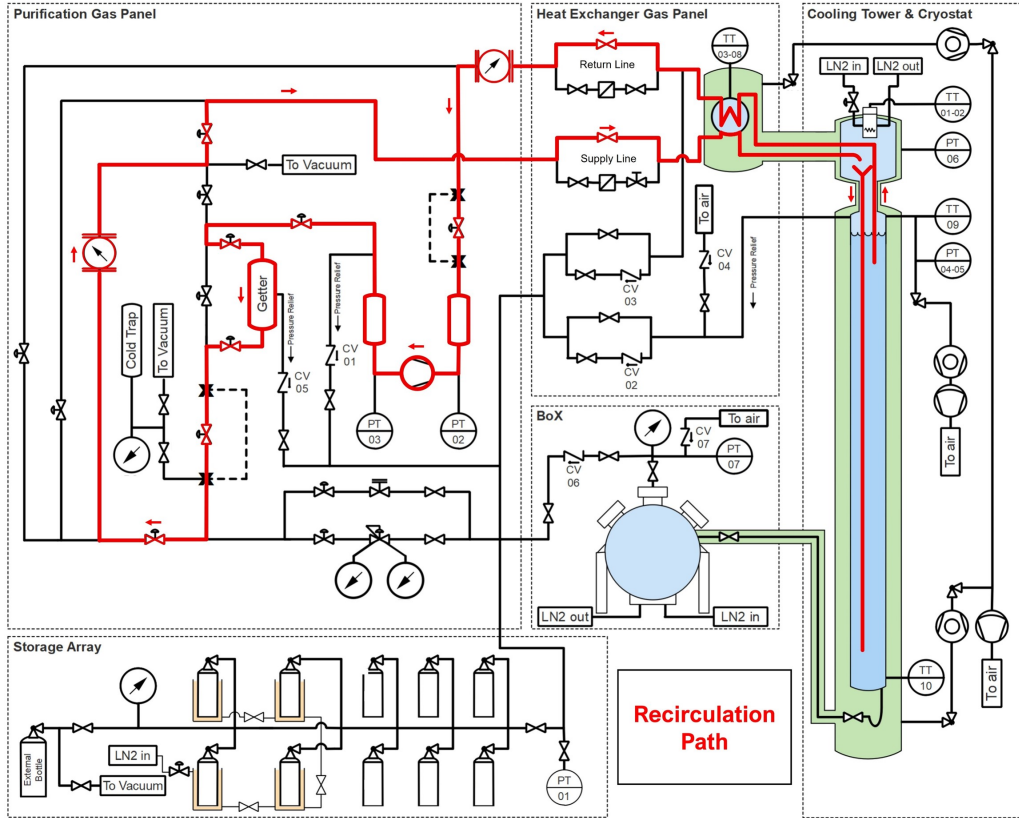 Purification Gas Panel
Heat Exchanger Gas Panel
Cooling Tower & Cryostat
Return Line
TT
03-08
LN2 in
LN2 out
TT
01-02
PT
06
Supply Line
To Vacuum
To air
CV
04
TT
09
PT
04-05
Pressure Relief
Getter
Pressure Relief
Pressure Relief
Cold Trap
To Vacuum
CV
01
CV
05
CV
03
CV
02
PT
03
PT
02
To air
BoX
To air
CV
07
PT
07
CV
06
LN2 out
LN2 in
TT
10
To air
Storage Array
External
Bottle
LN2 in
To Vacuum
PT
01
Recirculation
Path